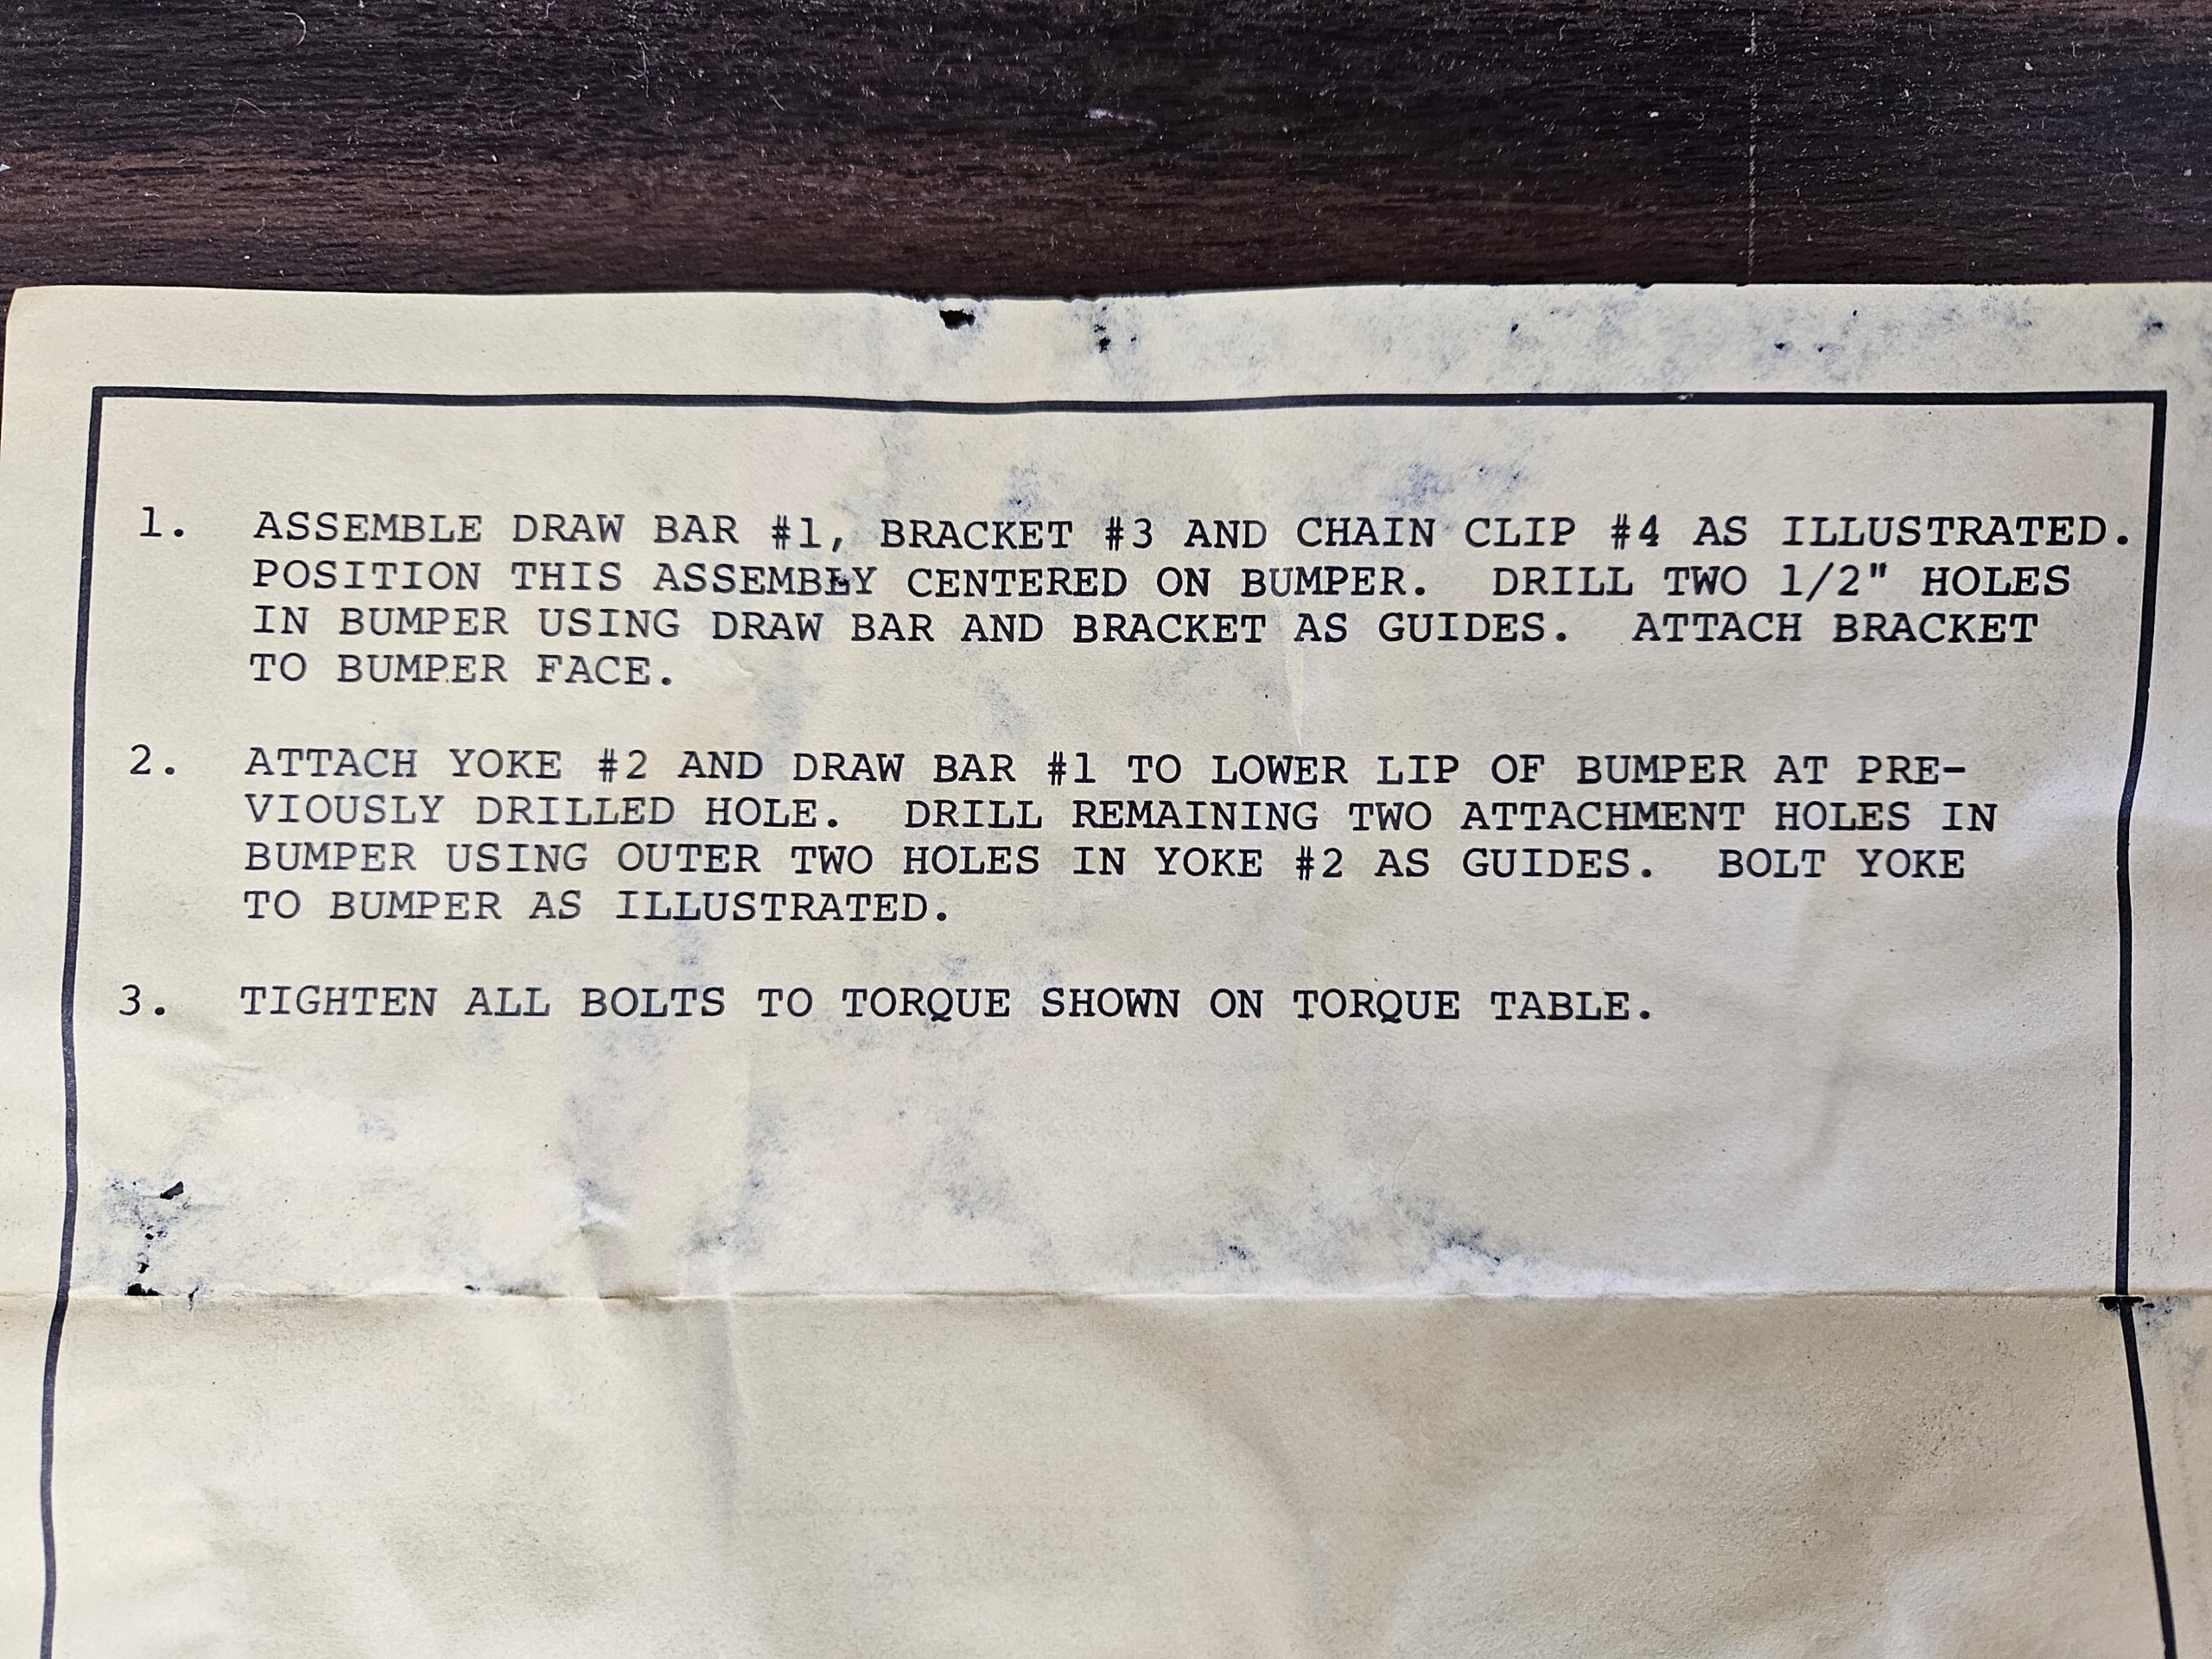 1. ASSEMBLE DRAW BAR #1, BRACKET #3 AND CHAIN CLIP #4 AS ILLUSTRATED.
POSITION THIS ASSEMBLY CENTERED ON BUMPER. DRILL TWO 1/2" HOLES
IN BUMPER USING DRAW BAR AND BRACKET AS GUIDES. ATTACH BRACKET
TO BUMPER FACE.
2. ATTACH YOKE #2 AND DRAW BAR #1 TO LOWER LIP OF BUMPER AT PRE-
VIOUSLY DRILLED HOLE. DRILL REMAINING TWO ATTACHMENT HOLES IN
BUMPER USING OUTER TWO HOLES IN YOKE #2 AS GUIDES. BOLT YOKE
TO BUMPER AS ILLUSTRATED.
3. TIGHTEN ALL BOLTS TO TORQUE SHOWN ON TORQUE TABLE.